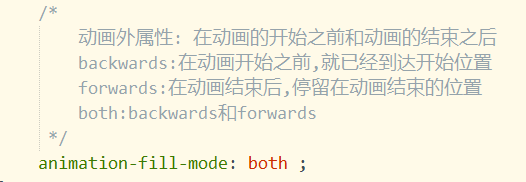 /*
动画外属性: 在动画的开始之前和动画的结束之后
backwards:在动画开始之前,就已经到达开始位置
forwards:在动画结束后,停留在动画结束的位置
both:backwards和forwards
*/
animation-fill-mode: both ;